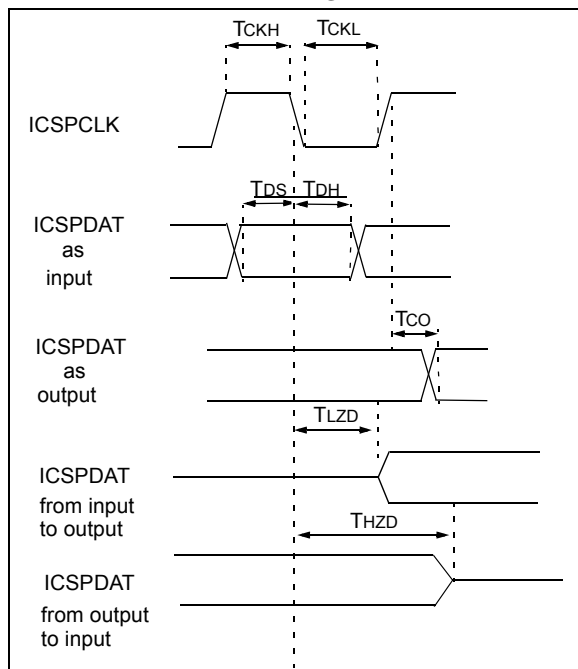 TCKH TCKL
ICSPCLK
TDS TDH
ICSPDAT
as
input
TCO
ICSPDAT
as
output
TLZD
ICSPDAT
from input
to output
THZD
ICSPDAT
from output
to input